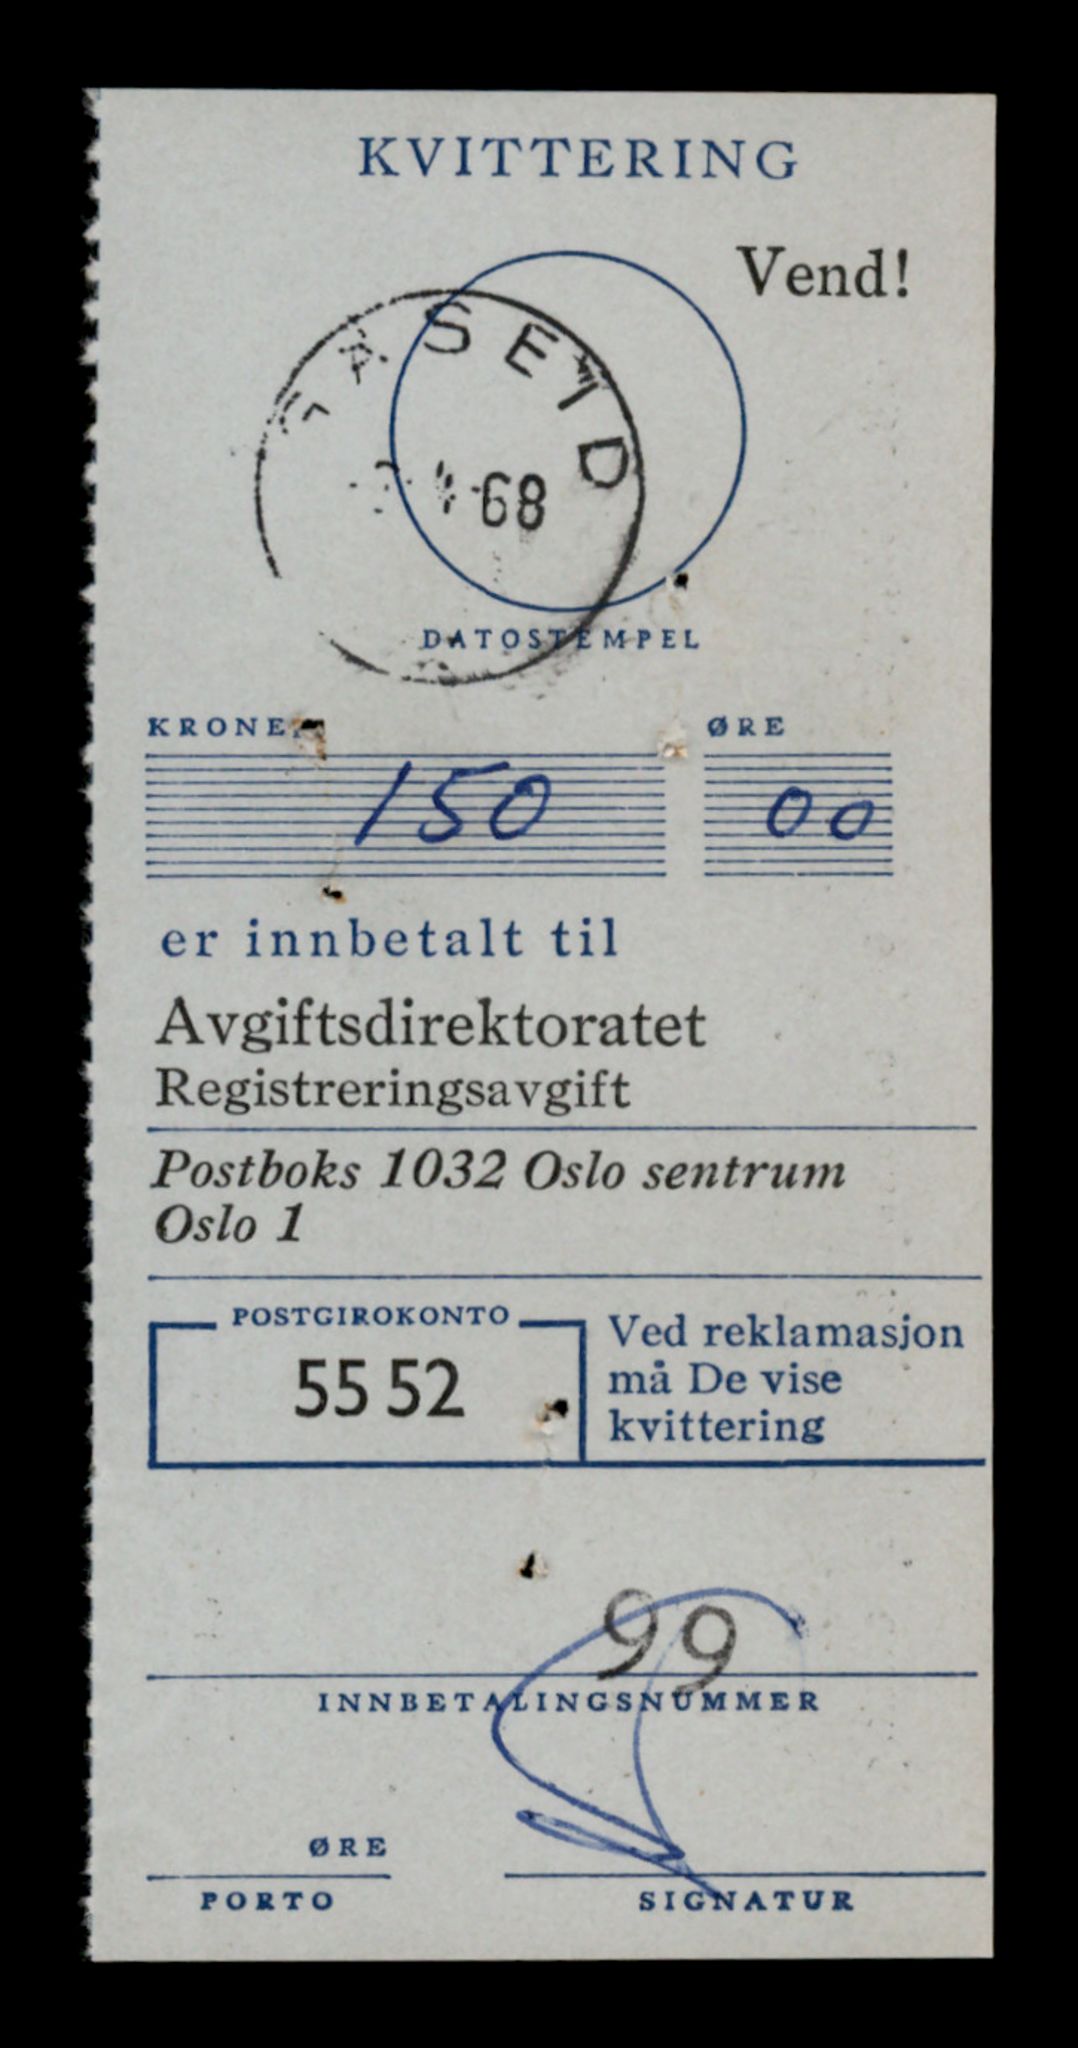 KVITTERING
Vend!
68
DATOSTEMPEL
KRONER ØRE
150 00
er innbetalt til
Avgiftsdirektoratet
Registreringsavgift
Postboks 1032 Oslo sentrum
Oslo 1
POSTGIROKONTO
55 52
Ved reklamasjon
må De vise
kvittering
99
INNBETALINGSNUMMER
ØRE
PORTO SIGNATUR